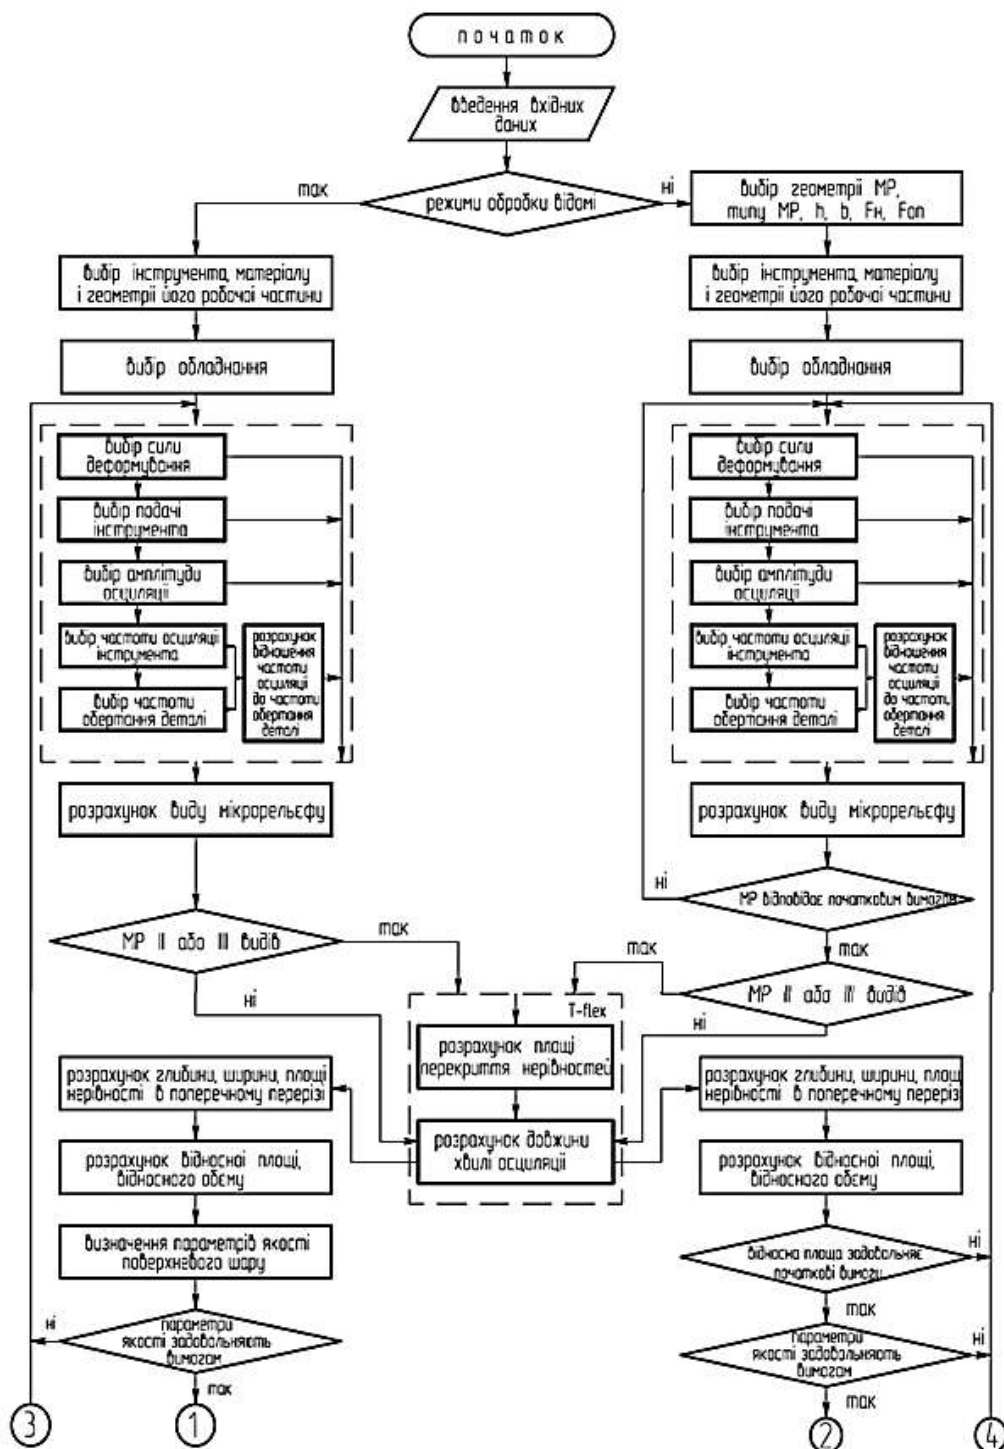 початок
введення вхідних
даних
режими обробки відомі
так
ні
вибір геометрії МР,
типу МР, h, b, Fн, Fоп
вибір інструмента, матеріалу
і геометрії його робочої частини
вибір обладнання
вибір сили
деформування
вибір подачі
інструмента
вибір амплітуди
осциляції
вибір частоти осциляції
інструмента
вибір частоти
обертання деталі
розрахунок
відношення
частоти
осциляції
до частоти
обертання
деталі
розрахунок виду мікрорельєфу
МР ІІ або ІІІ видів
так
ні
вибір інструмента, матеріалу
і геометрії його робочої частини
вибір обладнання
вибір сили
деформування
вибір подачі
інструмента
вибір амплітуди
осциляції
вибір частоти осциляції
інструмента
вибір частоти
обертання деталі
розрахунок
відношення
частоти
осциляції
до частоти
обертання
деталі
розрахунок виду мікрорельєфу
ні
МР відповідає початковим вимогам
так
так
МР ІІ або ІІІ видів
ні
T-flex
розрахунок площі
перекриття нерівностей
розрахунок довжини
хвилі осциляції
розрахунок глибини, ширини, площі
нерівності в поперечному перерізі
розрахунок відносної площі,
відносного обєму
визначення параметрів якості
поверхневого шару
ні
параметри
якості задовольняють
вимогам
так
3
1
розрахунок глибини, ширини, площ
нерівності в поперечному перерізі
розрахунок відносної площі,
відносного обєму
відносна площа задовольняє
початкові вимоги
ні
так
параметри
якості задовольняють
вимогам
ні
так
2
4